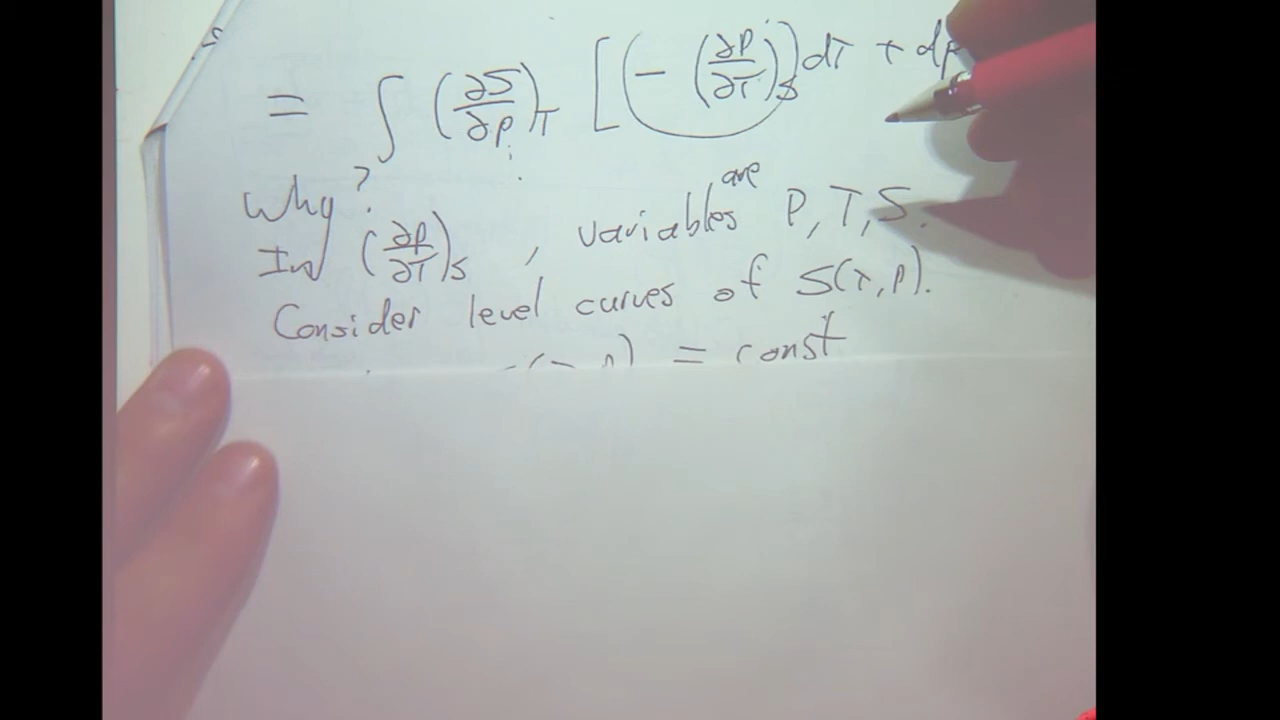 = ∫ (∂S/∂p)_T [(- (∂P/∂T)_S) dT + dp
Why?
In (∂p/∂T)_S , variables are P, T, S.
Consider level curves of S(T, P).
= const